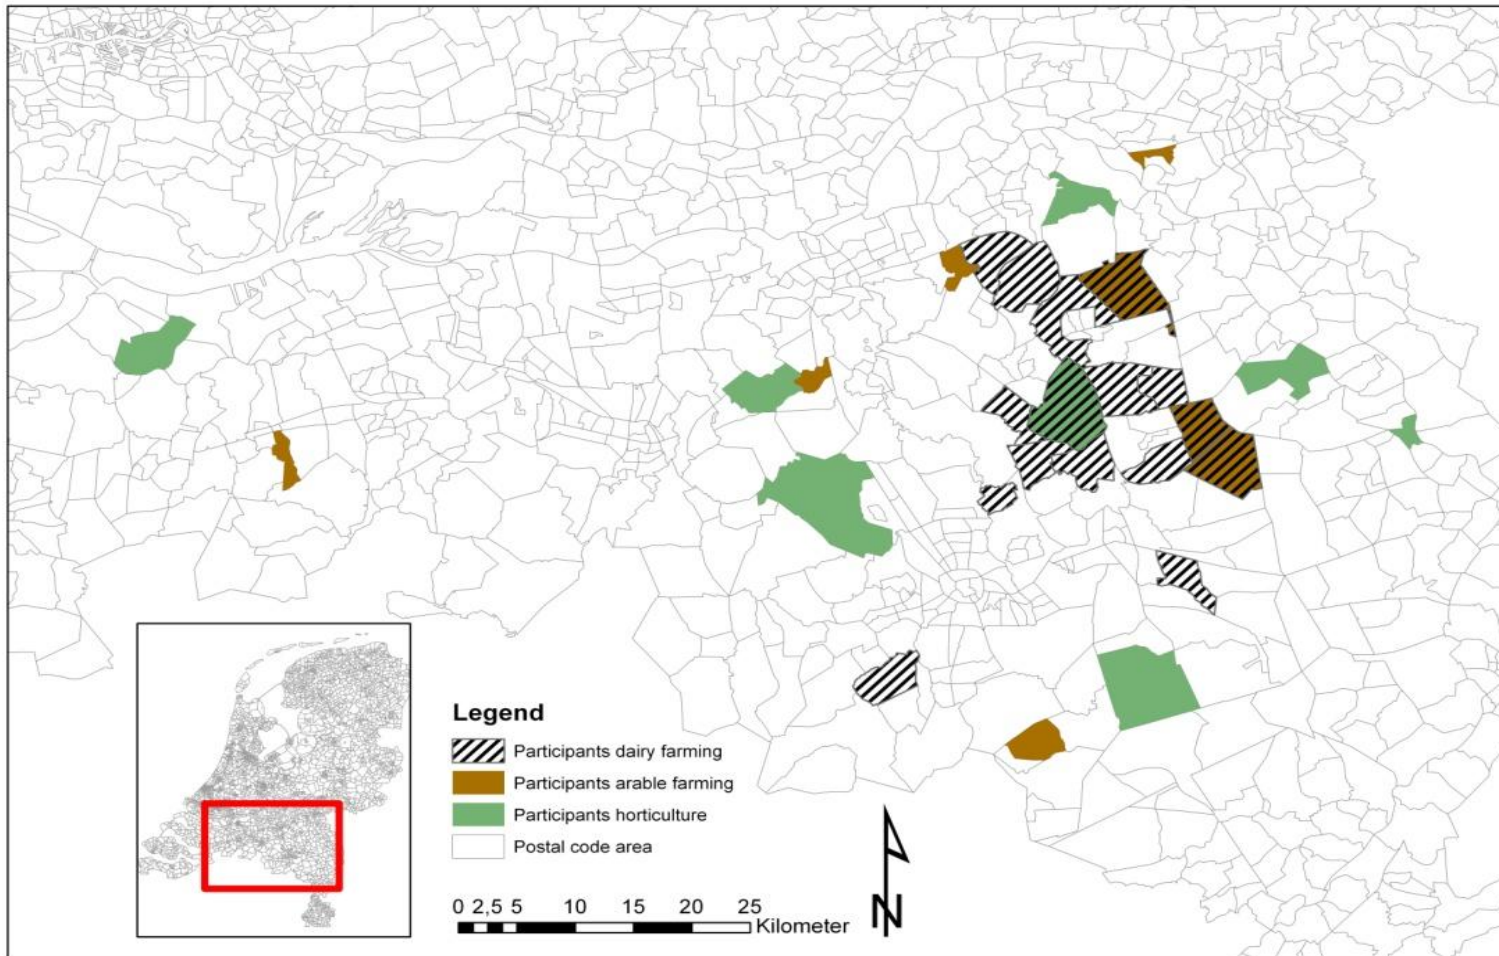 Legend
Participants dairy farming
Participants arable farming
Participants horticulture
Postal code area
0 2,5 5 10 15 20 25
Kilometer
N